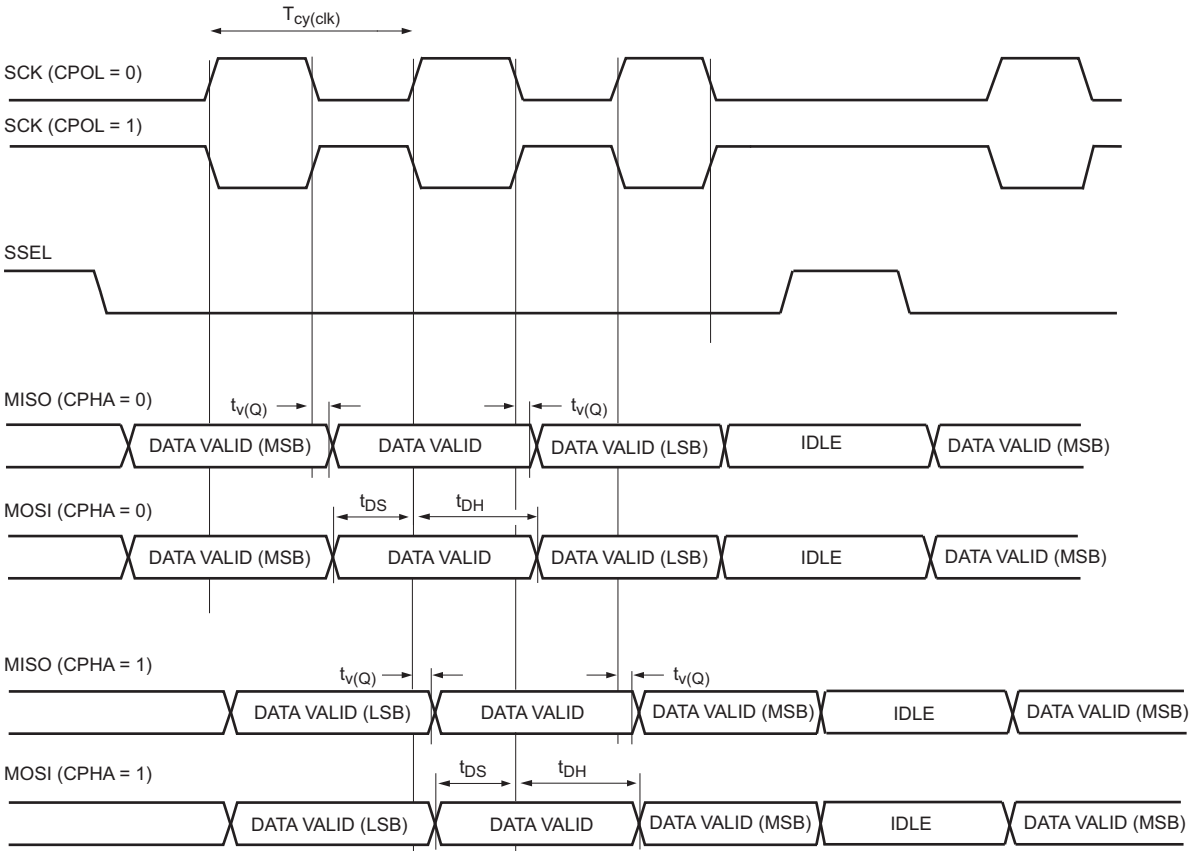 Tcy(clk)
SCK (CPOL = 0)
SCK (CPOL = 1)
SSEL
MISO (CPHA = 0)
tv(Q) tv(Q)
DATA VALID (MSB) DATA VALID DATA VALID (LSB) IDLE DATA VALID (MSB)
MOSI (CPHA = 0)
tDS tDH
DATA VALID (MSB) DATA VALID DATA VALID (LSB) IDLE DATA VALID (MSB)
MISO (CPHA = 1)
tv(Q) tv(Q)
DATA VALID (LSB) DATA VALID DATA VALID (MSB) IDLE DATA VALID (MSB)
MOSI (CPHA = 1)
tDS tDH
DATA VALID (LSB) DATA VALID DATA VALID (MSB) IDLE DATA VALID (MSB)